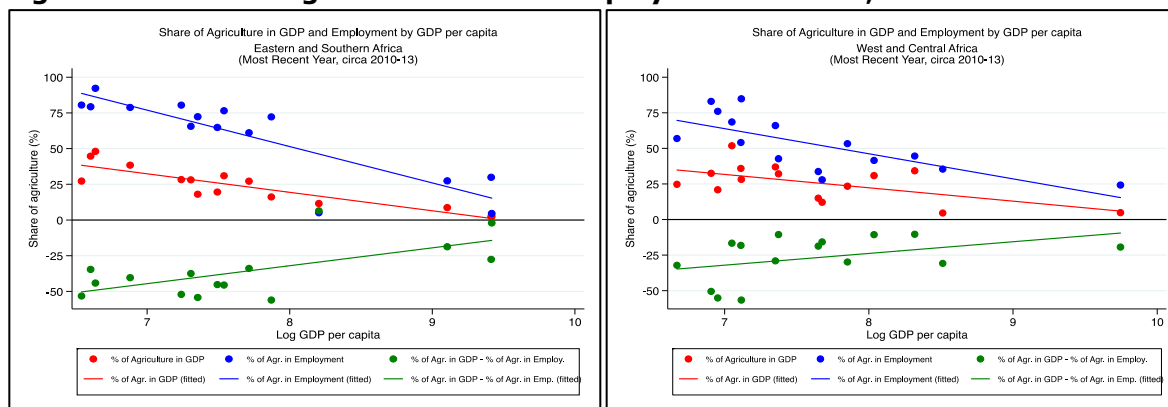 Share of Agriculture in GDP and Employment by GDP per capita
Eastern and Southern Africa
(Most Recent Year, circa 2010-13)
Share of agriculture (%)
100
75
50
25
0
-25
-50
7
8
9
10
Log GDP per capita
% of Agriculture in GDP
% of Agr. in Employment
% of Agr. in GDP - % of Agr. in Employ.
% of Agr. in GDP (fitted)
% of Agr. in Employment (fitted)
% of Agr. in GDP - % of Agr. in Emp. (fitted)
Share of Agriculture in GDP and Employment by GDP per capita
West and Central Africa
(Most Recent Year, circa 2010-13)
Share of agriculture (%)
100
75
50
25
0
-25
-50
7
8
9
10
Log GDP per capita
% of Agriculture in GDP
% of Agr. in Employment
% of Agr. in GDP - % of Agr. in Employ.
% of Agr. in GDP (fitted)
% of Agr. in Employment (fitted)
% of Agr. in GDP - % of Agr. in Emp. (fitted)